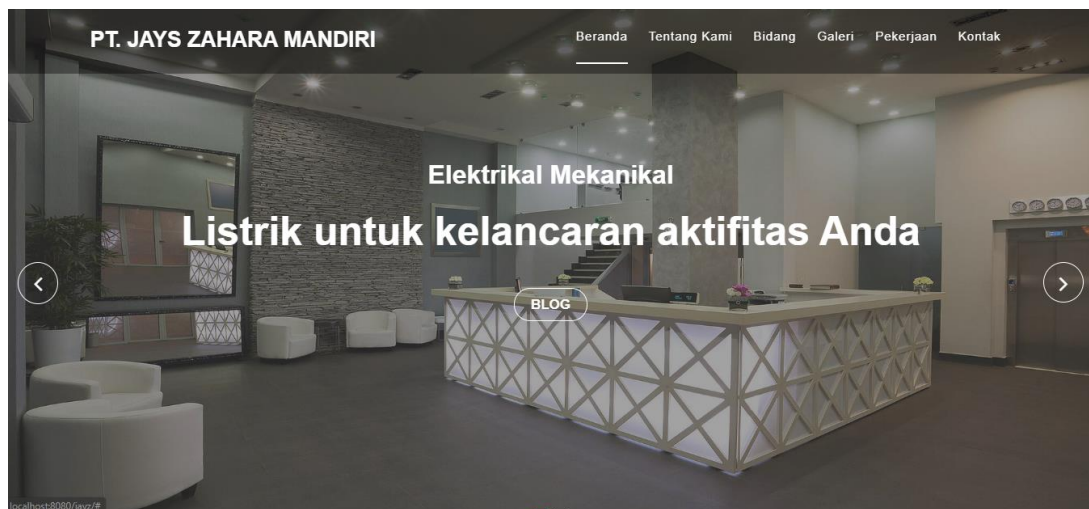 PT. JAYS ZAHARA MANDIRI
Beranda Tentang Kami Bidang Galeri Pekerjaan Kontak
Elektrikal Mekanikal
Listrik untuk kelancaran aktifitas Anda
BLOG
localhost:8080/jayz/#